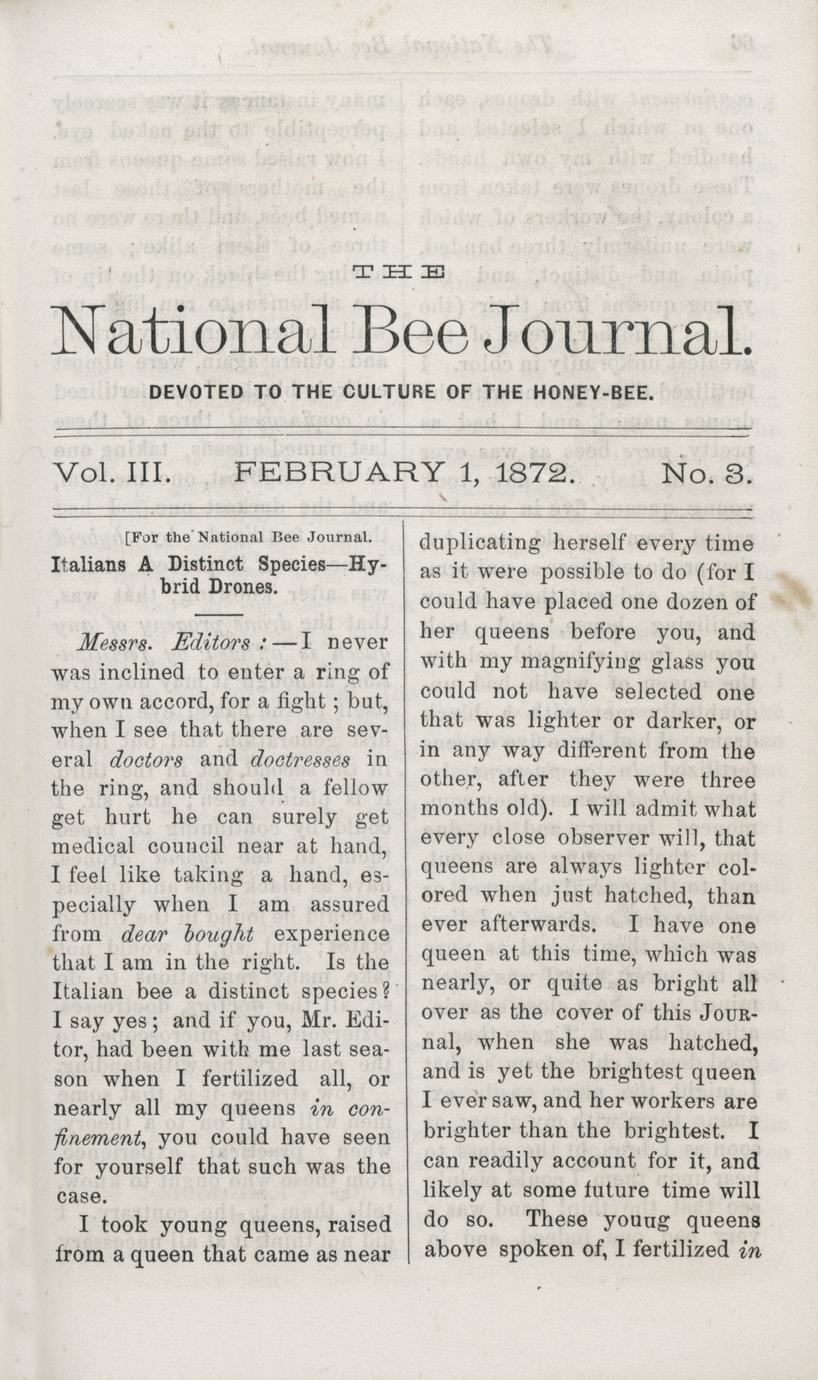 THE
National Bee Journal.
DEVOTED TO THE CULTURE OF THE HONEY-BEE.
Vol. III. FEBRUARY 1, 1872. No. 3.
[For the National Bee Journal.
Italians A Distinct Species—Hy-
brid Drones.
Messrs. Editors :—I never
was inclined to enter a ring of
my own accord, for a fight ; but,
when I see that there are sev-
eral doctors and doctresses in
the ring, and should a fellow
get hurt he can surely get
medical council near at hand,
I feel like taking a hand, es-
pecially when I am assured
from dear bought experience
that I am in the right. Is the
Italian bee a distinct species?
I say yes; and if you, Mr. Edi-
tor, had been with me last sea-
son when I fertilized all, or
nearly all my queens in con-
finement, you could have seen
for yourself that such was the
case.
I took young queens, raised
from a queen that came as near
duplicating herself every time
as it were possible to do (for I
could have placed one dozen of
her queens before you, and
with my magnifying glass you
could not have selected one
that was lighter or darker, or
in any way different from the
other, after they were three
months old). I will admit what
every close observer will, that
queens are always lighter col-
ored when just hatched, than
ever afterwards. I have one
queen at this time, which was
nearly, or quite as bright all
over as the cover of this JOUR-
nal, when she was hatched,
and is yet the brightest queen
I ever saw, and her workers are
brighter than the brightest. I
can readily account for it, and
likely at some future time will
do so. These youug queens
above spoken of, I fertilized in